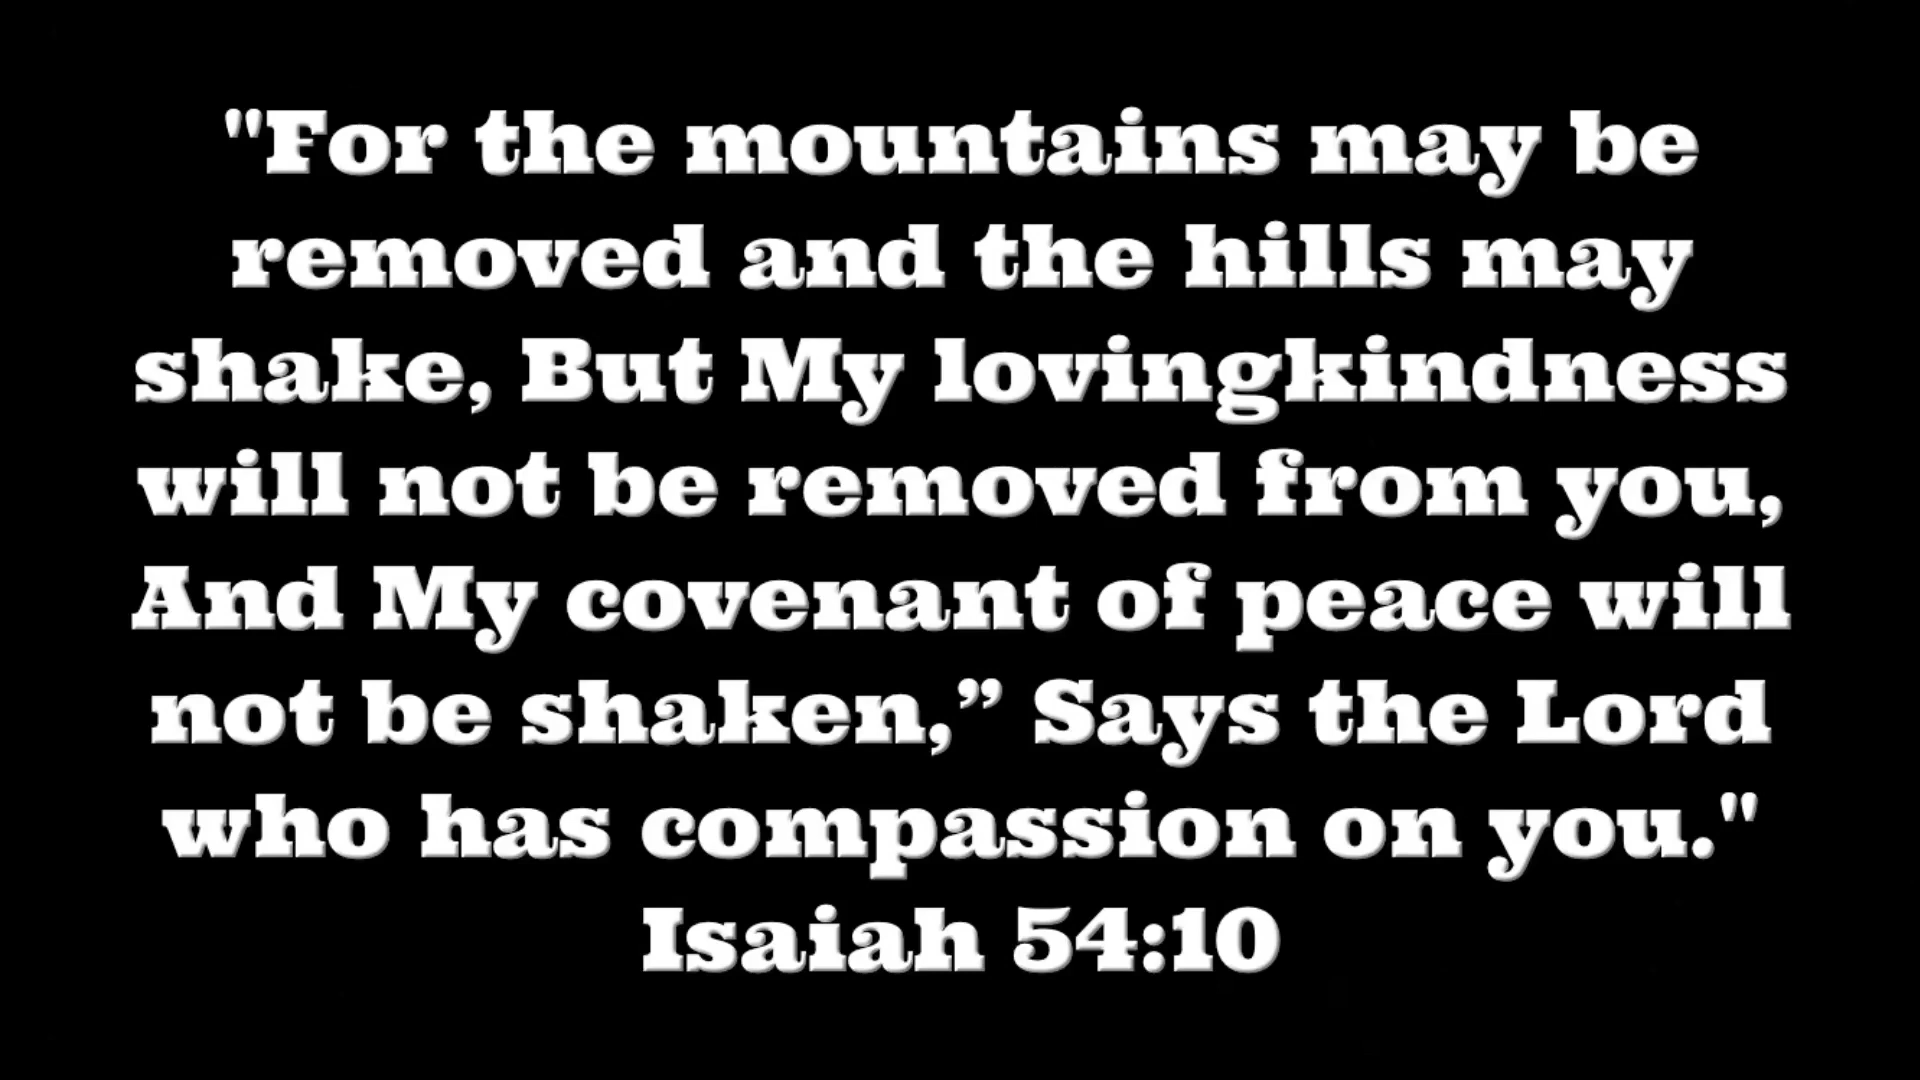 "For the mountains may be
removed and the hills may
shake, But My lovingkindness
will not be removed from you,
And My covenant of peace will
not be shaken,” Says the Lord
who has compassion on you."
Isaiah 54:10